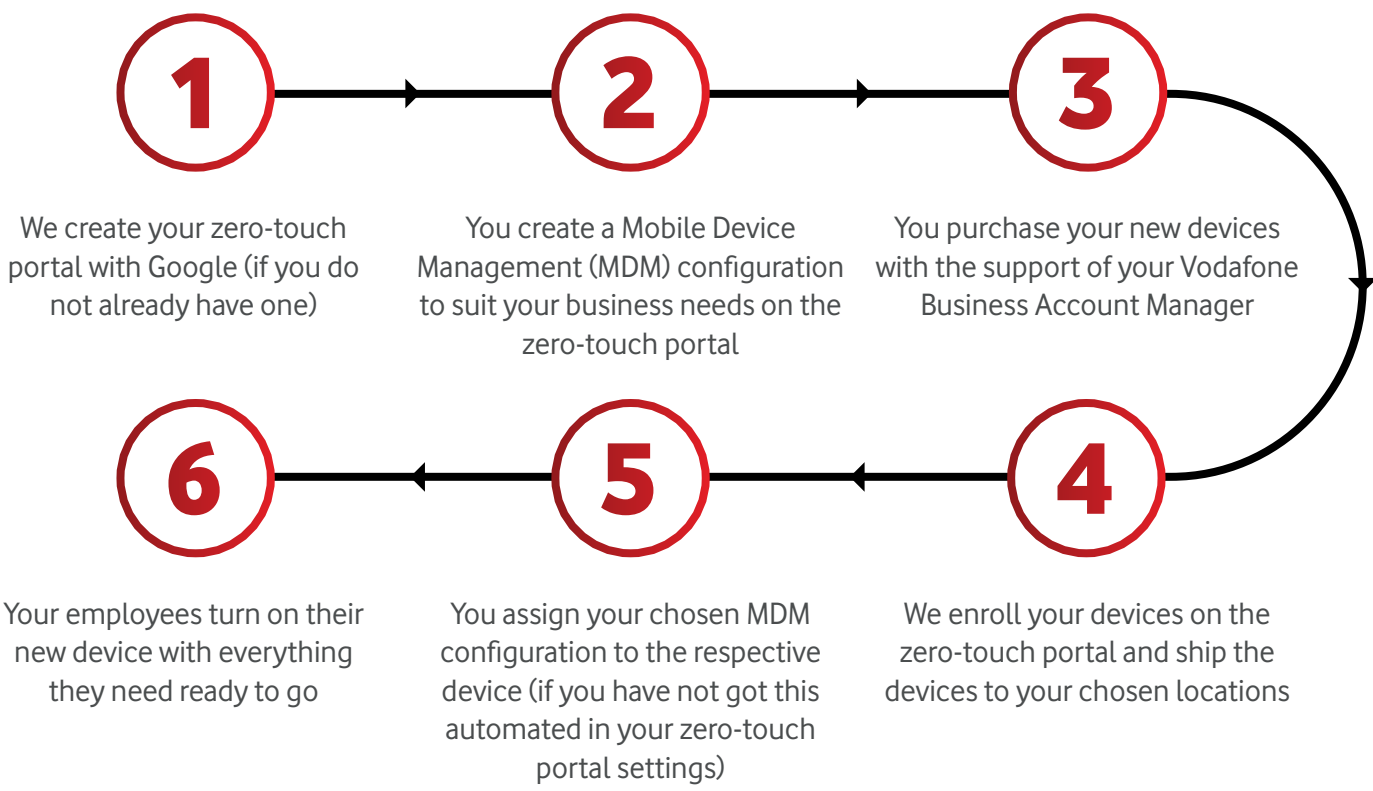 1
We create your zero-touch
portal with Google (if you do
not already have one)
2
You create a Mobile Device
Management (MDM) configuration
to suit your business needs on the
zero-touch portal
3
You purchase your new devices
with the support of your Vodafone
Business Account Manager
4
We enroll your devices on the
zero-touch portal and ship the
devices to your chosen locations
5
You assign your chosen MDM
configuration to the respective
device (if you have not got this
automated in your zero-touch
portal settings)
6
Your employees turn on their
new device with everything
they need ready to go